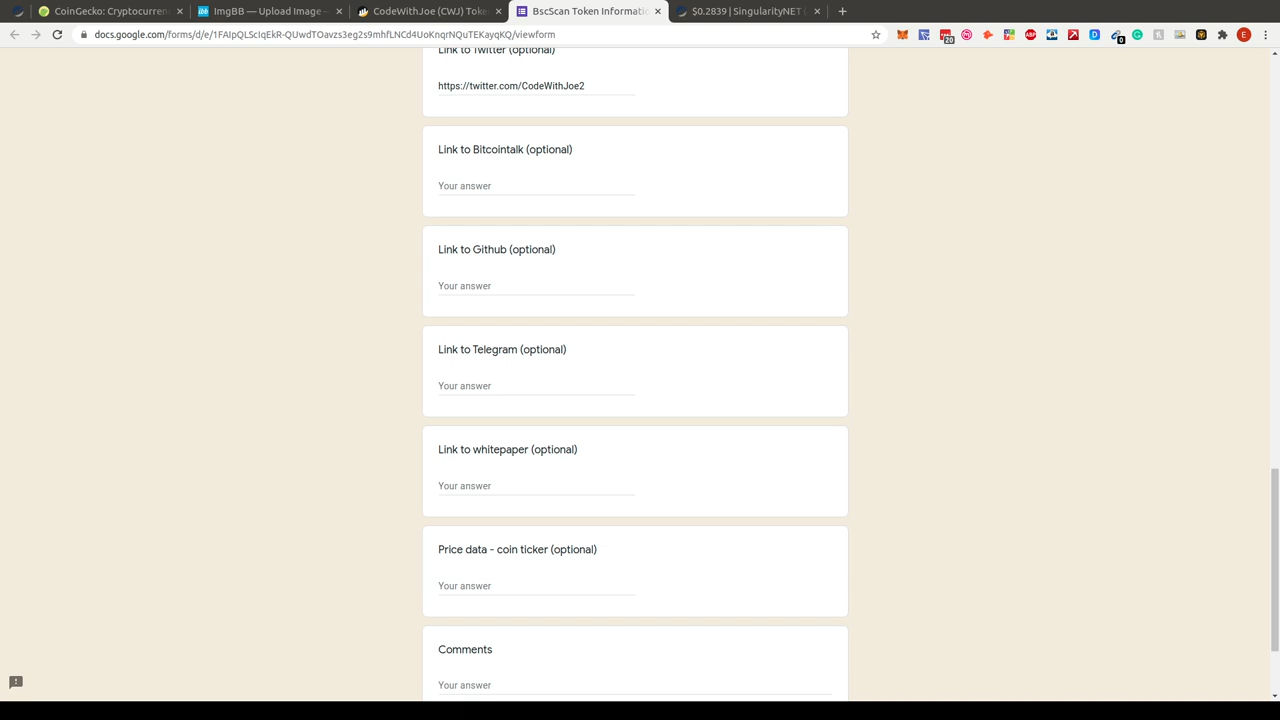 CoinGecko: Cryptocurren
ImgBB — Upload Image –
CodeWithJoe (CWJ) Toke
BscScan Token Informati
$0.2839 | SingularityNET
docs.google.com/forms/d/e/1FAIpQLScIqEkR-QUwdTOavzs3eg2s9mhfLNCd4UoKnqrNQuTEKayqKQ/viewform
Link to Twitter (optional)
https://twitter.com/CodeWithJoe2
Link to Bitcointalk (optional)
Your answer
Link to Github (optional)
Your answer
Link to Telegram (optional)
Your answer
Link to whitepaper (optional)
Your answer
Price data - coin ticker (optional)
Your answer
Comments
Your answer